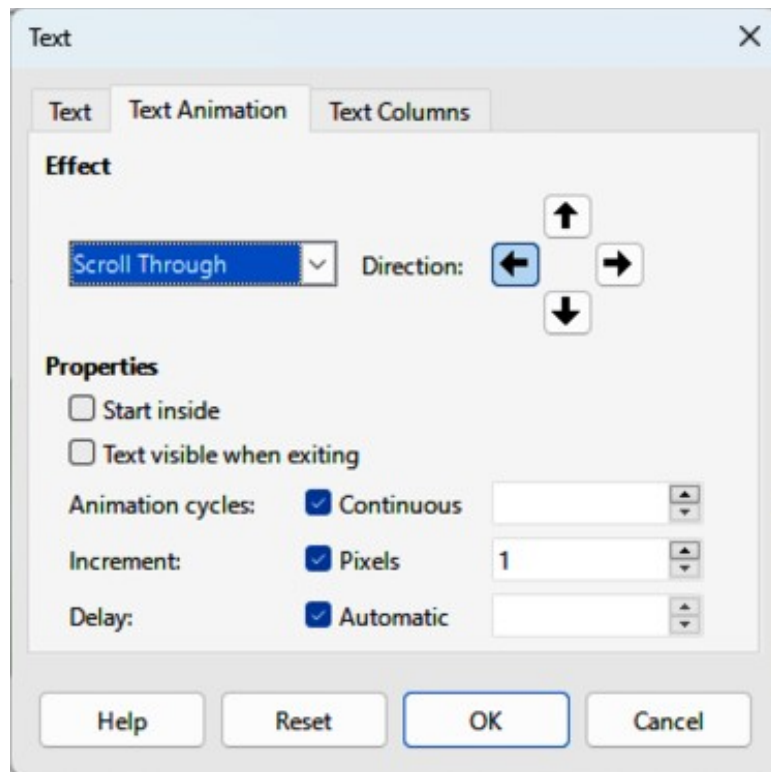 Text
Text Text Animation Text Columns
Effect
Scroll Through Direction:
Properties
Start inside
Text visible when exiting
Animation cycles: Continuous
Increment: Pixels 1
Delay: Automatic
Help Reset OK Cancel